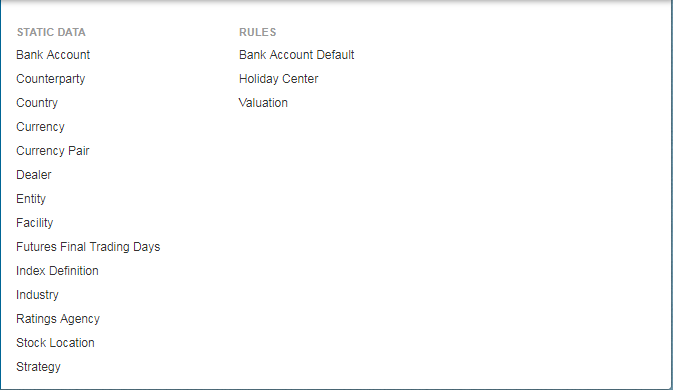 STATIC DATA
Bank Account
Counterparty
Country
Currency
Currency Pair
Dealer
Entity
Facility
Futures Final Trading Days
Index Definition
Industry
Ratings Agency
Stock Location
Strategy
RULES
Bank Account Default
Holiday Center
Valuation